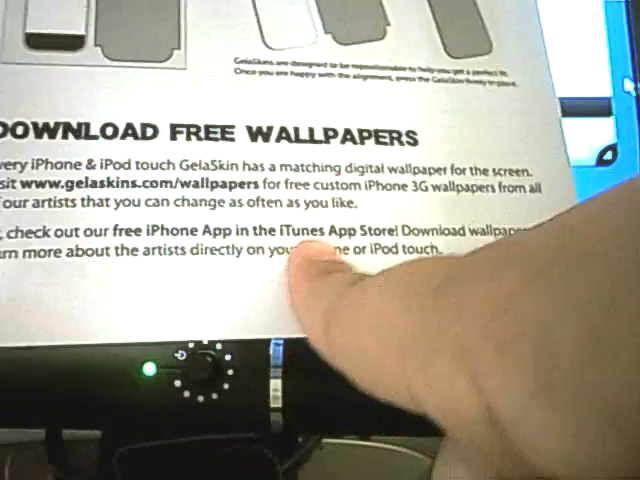 GelaSkins are designed to be repositionable to help you get a perfect fit.
Once you are happy with the alignment, press the GelaSkin firmly in place.
DOWNLOAD FREE WALLPAPERS
very iPhone & iPod touch GelaSkin has a matching digital wallpaper for the screen.
sit www.gelaskins.com/wallpapers for free custom iPhone 3G wallpapers from all
our artists that you can change as often as you like.
, check out our free iPhone App in the iTunes App Store! Download wallpape
rn more about the artists directly on you ne or iPod touch.